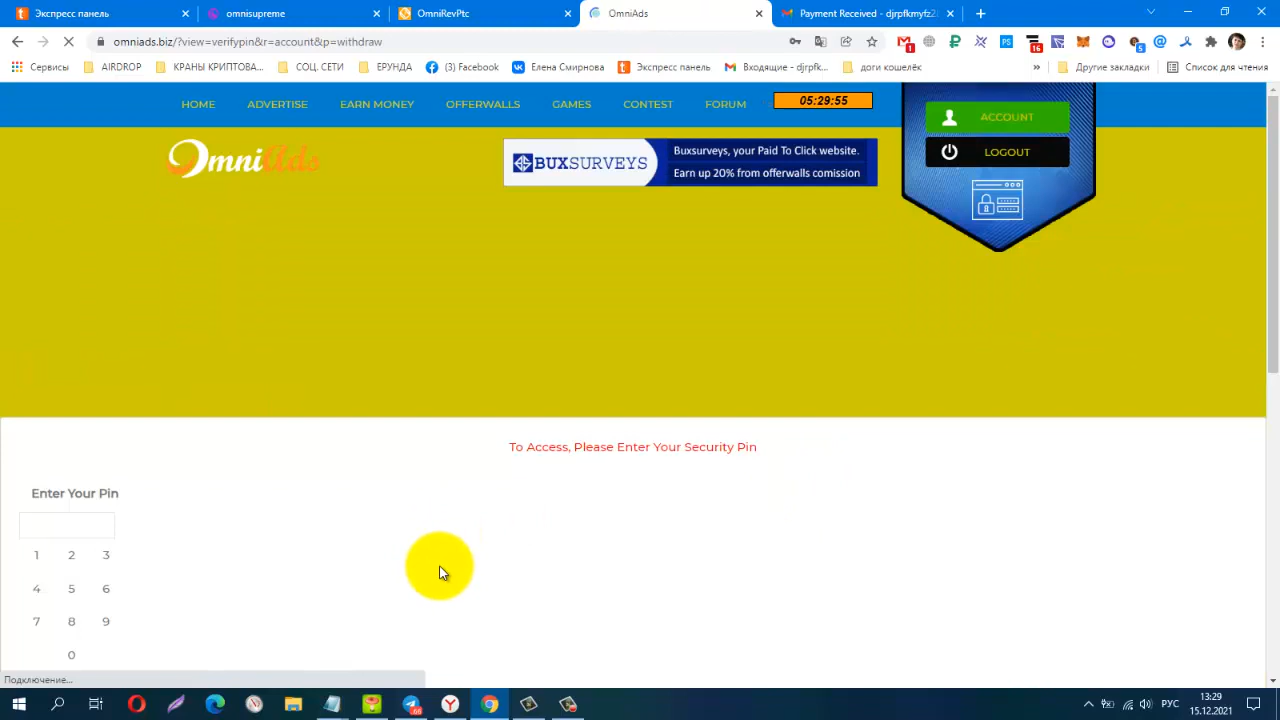 Экспресс панель
omnisupreme
OmniRevPtc
OmniAds
Payment Received - djrpfkmyfz2
omniads.biz/?view=verifypin&r=account&p=withdraw
Сервисы
AIRDROP
КРАНЫ КРИПТОВА...
СОЦ. СЕТИ
ЕРУНДА
(3) Facebook
Елена Смирнова
Экспресс панель
Входящие - djrpfk...
доги кошелёк
»
Другие закладки
Список для чтения
HOME
ADVERTISE
EARN MONEY
OFFERWALLS
GAMES
CONTEST
FORUM
05:29:55
ACCOUNT
LOGOUT
OmniAds
BUXSURVEYS
Buxsurveys, your Paid To Click website.
Earn up 20% from offerwalls comission
To Access, Please Enter Your Security Pin
Enter Your Pin
1 2 3
4 5 6
7 8 9
0
Подключение...
РУС
13:29
15.12.2021